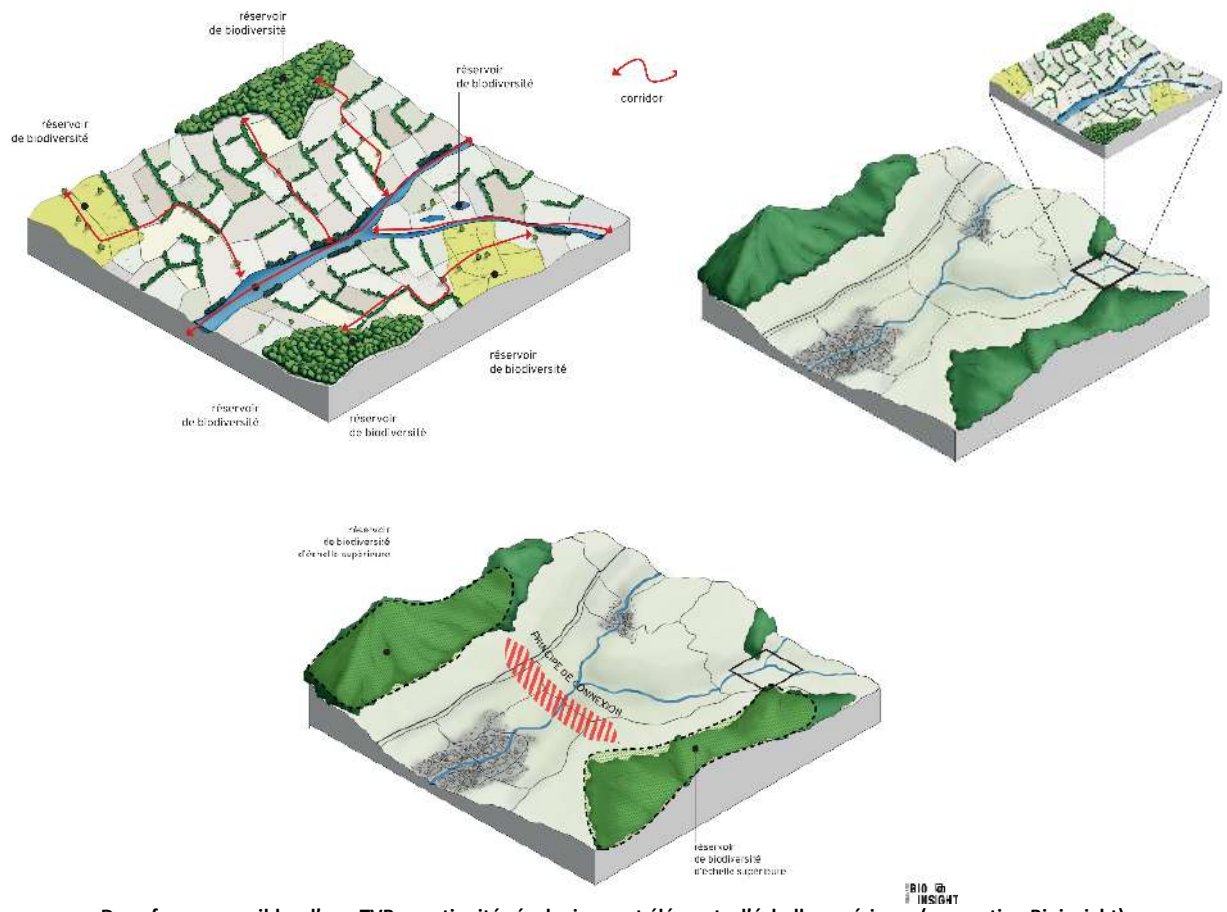 réservoir
de biodiversité
réservoir
de biodiversité
corridor
réservoir
de biodiversité
réservoir
de biodiversité
réservoir
de biodiversité
réservoir
de biodiversité
réservoir
de biodiversité
d'échelle supérieure
PRINCIPE DE CONNEXION
réservoir
de biodiversité
d'échelle supérieure
BIO
INSIGHT